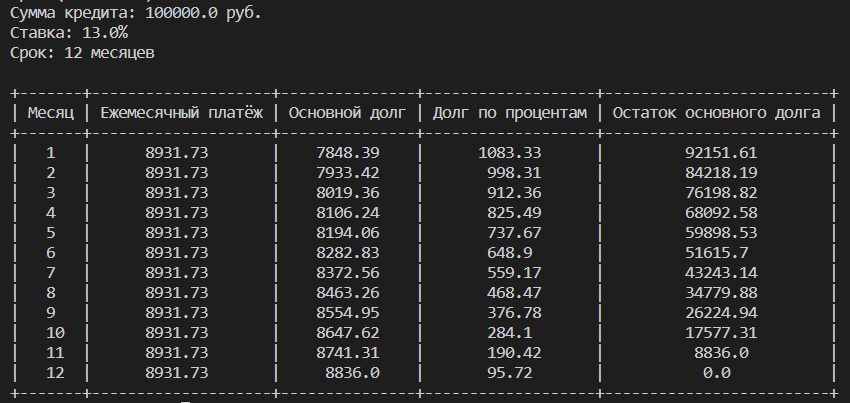 Сумма кредита: 100000.0 руб.
Ставка: 13.0%
Срок: 12 месяцев
+-------+--------------------+---------------+------------------+-------------------------+
| Месяц | Ежемесячный платёж | Основной долг | Долг по процентам | Остаток основного долга |
+-------+--------------------+---------------+------------------+-------------------------+
| 1 | 8931.73 | 7848.39 | 1083.33 | 92151.61 |
| 2 | 8931.73 | 7933.42 | 998.31 | 84218.19 |
| 3 | 8931.73 | 8019.36 | 912.36 | 76198.82 |
| 4 | 8931.73 | 8106.24 | 825.49 | 68092.58 |
| 5 | 8931.73 | 8194.06 | 737.67 | 59898.53 |
| 6 | 8931.73 | 8282.83 | 648.9 | 51615.7 |
| 7 | 8931.73 | 8372.56 | 559.17 | 43243.14 |
| 8 | 8931.73 | 8463.26 | 468.47 | 34779.88 |
| 9 | 8931.73 | 8554.95 | 376.78 | 26224.94 |
| 10 | 8931.73 | 8647.62 | 284.1 | 17577.31 |
| 11 | 8931.73 | 8741.31 | 190.42 | 8836.0 |
| 12 | 8931.73 | 8836.0 | 95.72 | 0.0 |
+-------+--------------------+---------------+------------------+-------------------------+